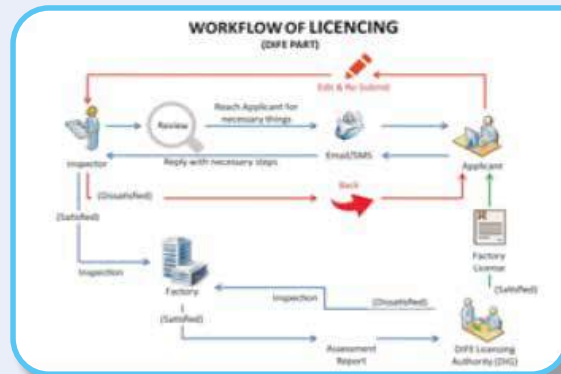 WORKFLOW OF LICENCING
(DIFE PART)
Edit & Re-Submit
Reach Applicant for
necessary things
Review
Inspector
Reply with necessary steps
Email/SMS
Applicant
(Dissatisfied)
Back
(Satisfied)
Factory
License
Inspection
Factory
Inspection
(Dissatisfied)
(Satisfied)
(Satisfied)
Assessment
Report
DIFE Licensing
Authority (DIG)